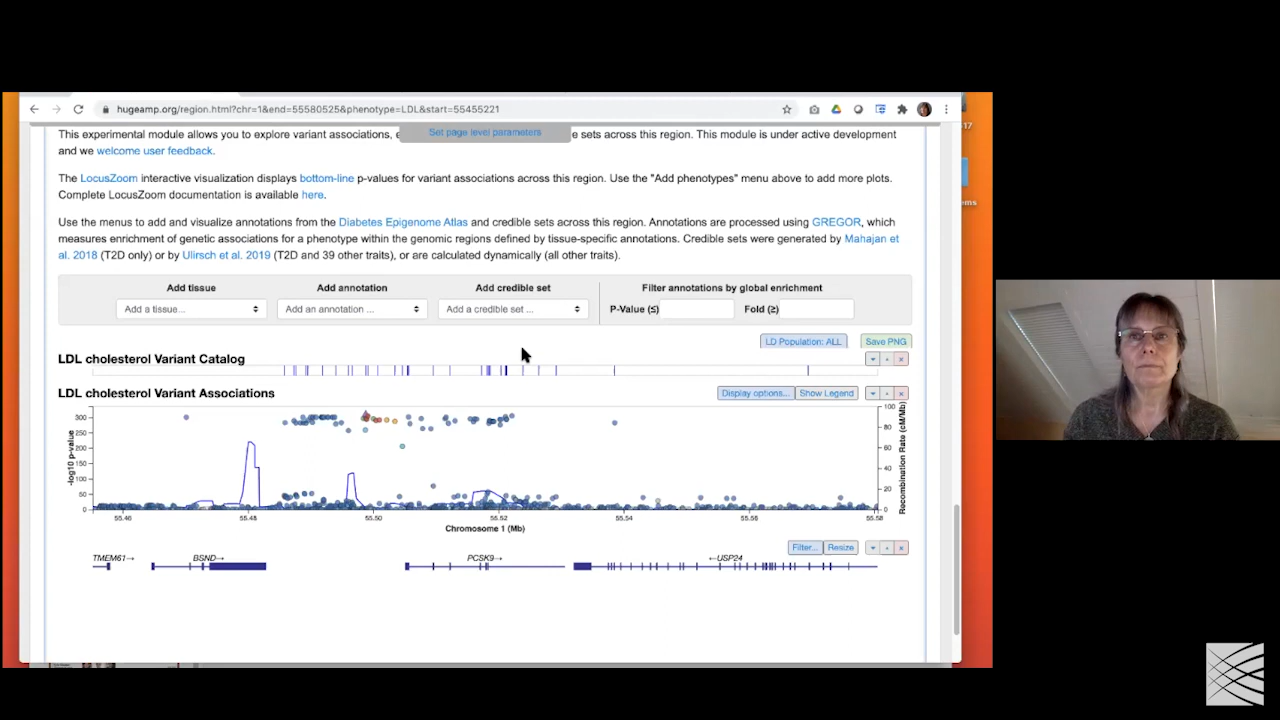 hugeamp.org/region.html?chr=1&end=55580525&phenotype=LDL&start=55455221
17
Set page level parameters
This experimental module allows you to explore variant associations, e
e sets across this region. This module is under active development
and we welcome user feedback.
The LocusZoom interactive visualization displays bottom-line p-values for variant associations across this region. Use the "Add phenotypes" menu above to add more plots.
Complete LocusZoom documentation is available here.
ms
Use the menus to add and visualize annotations from the Diabetes Epigenome Atlas and credible sets across this region. Annotations are processed using GREGOR, which
measures enrichment of genetic associations for a phenotype within the genomic regions defined by tissue-specific annotations. Credible sets were generated by Mahajan et
al. 2018 (T2D only) or by Ulirsch et al. 2019 (T2D and 39 other traits), or are calculated dynamically (all other traits).
Add tissue Add annotation Add credible set Filter annotations by global enrichment
Add a tissue... Add an annotation ... Add a credible set ... P-Value (≤) Fold (≥)
LD Population: ALL Save PNG
LDL cholesterol Variant Catalog
LDL cholesterol Variant Associations Display options... Show Legend
-log10 p-value
300
250
200
150
100
50
0
100
80
60
40
20
0
Recombination Rate (cM/Mb)
55.46 55.48 55.50 55.52 55.54 55.56 55.58
Chromosome 1 (Mb)
Filter... Resize
TMEM61→ BSND→ PCSK9→ ←USP24